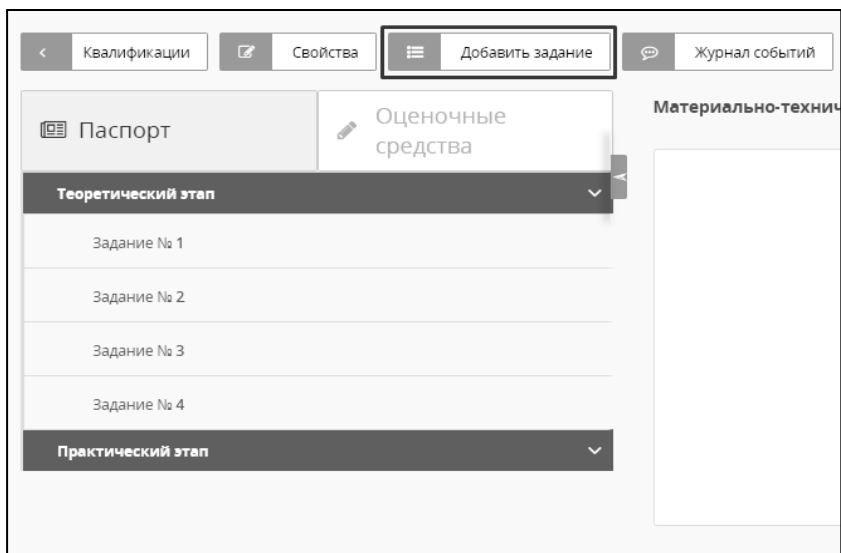 Квалификации Свойства Добавить задание Журнал событий
Паспорт
Оценочные
средства
Материально-технич
Теоретический этап
Задание № 1
Задание № 2
Задание № 3
Задание № 4
Практический этап